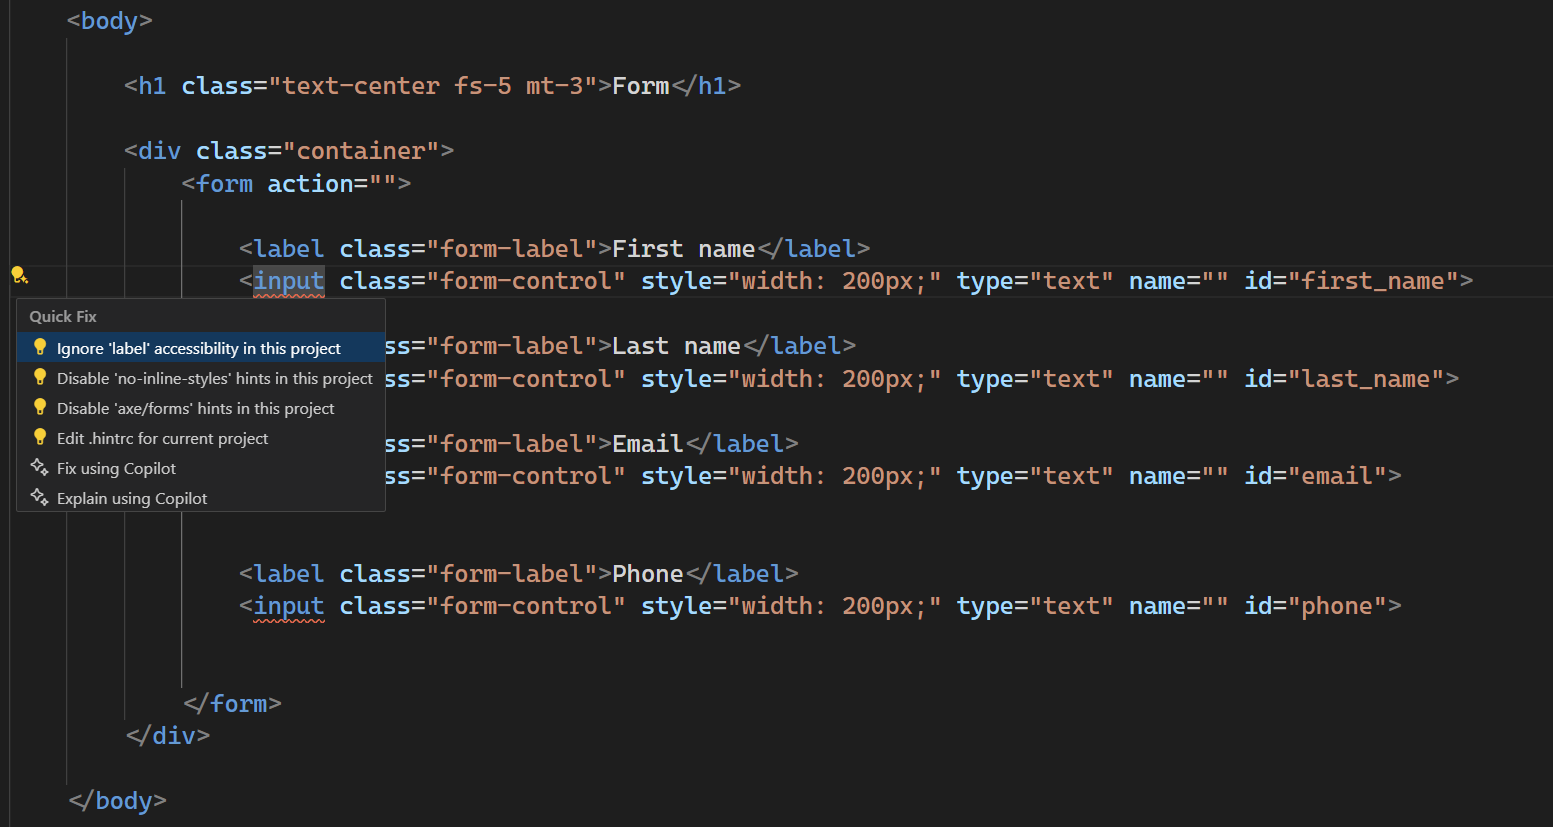 <body>
<h1 class="text-center fs-5 mt-3">Form</h1>
<div class="container">
<form action="">
<label class="form-label">First name</label>
<input class="form-control" style="width: 200px;" type="text" name="" id="first_name">
Quick Fix
Ignore 'label' accessibility in this project
Disable 'no-inline-styles' hints in this project
Disable 'axe/forms' hints in this project
Edit .hintrc for current project
Fix using Copilot
Explain using Copilot
ss="form-label">Last name</label>
ss="form-control" style="width: 200px;" type="text" name="" id="last_name">
ss="form-label">Email</label>
ss="form-control" style="width: 200px;" type="text" name="" id="email">
<label class="form-label">Phone</label>
<input class="form-control" style="width: 200px;" type="text" name="" id="phone">
</form>
</div>
</body>